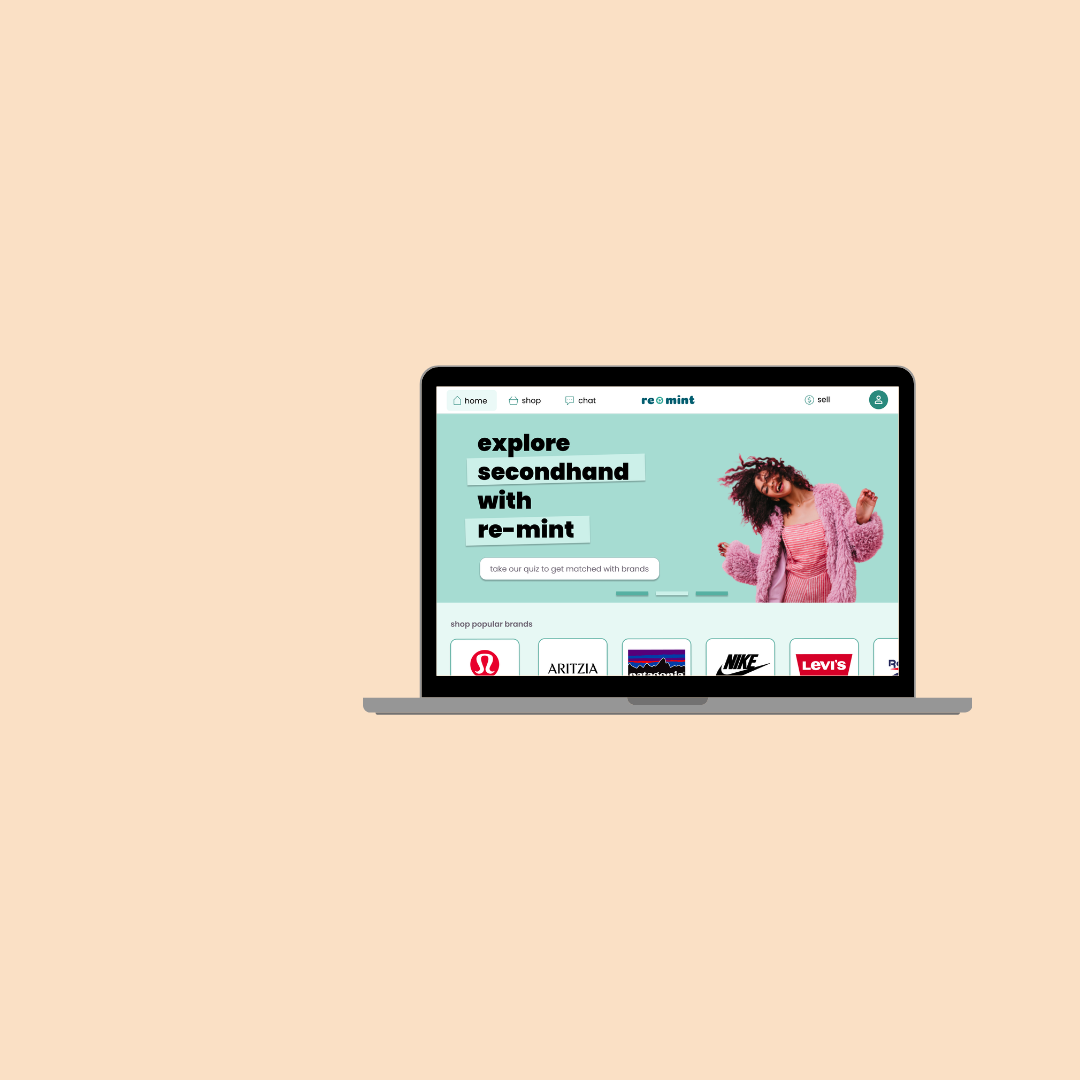 home shop chat re mint sell
explore
secondhand
with
re-mint
take our quiz to get matched with brands
shop popular brands
ARITZIA patagonia NIKE LEVI'S